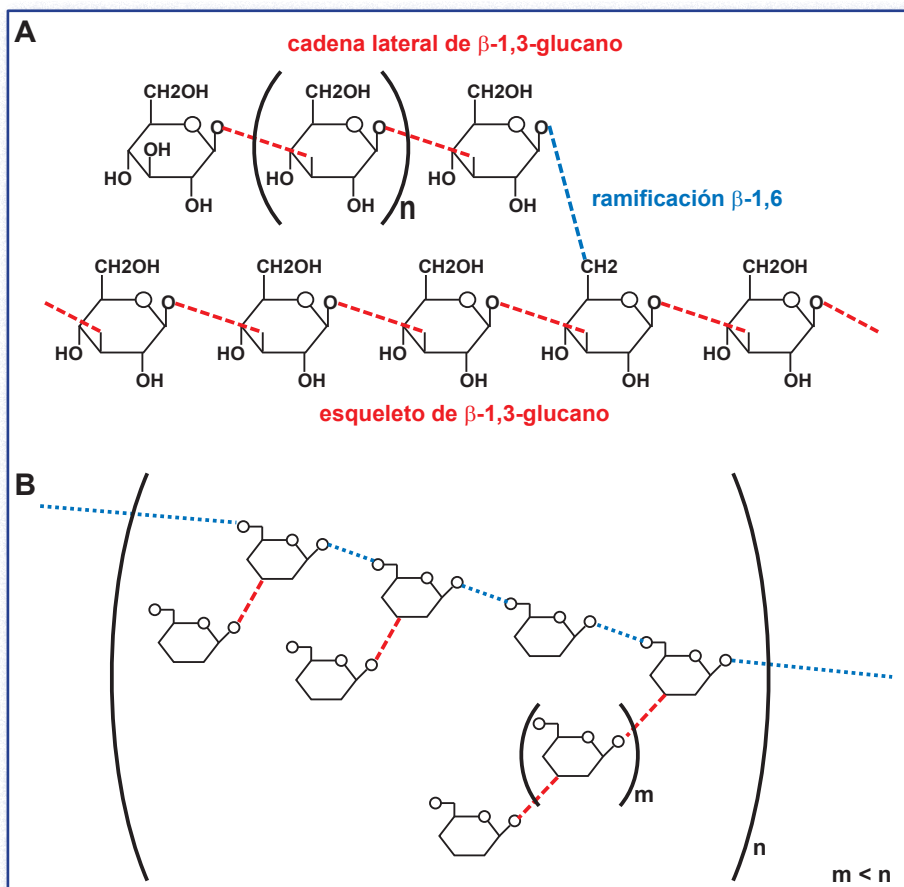 A
cadena lateral de β-1,3-glucano
CH2OH CH2OH CH2OH
O O O
OH
HO HO HO
OH OH OH
n
ramificación β-1,6
CH2OH CH2OH CH2OH CH2 CH2OH
O O O O O
HO HO HO HO HO
OH OH OH OH OH
esqueleto de β-1,3-glucano
B
m
n
m < n